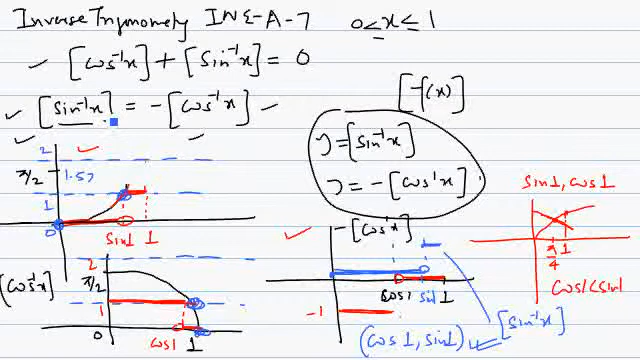 Inverse Trigonometry INE-A-7 0 < x ≤ 1
[cos⁻¹x] + [sin⁻¹x] = 0
[sin⁻¹x] = -[cos⁻¹x]
[-f(x)]
y = [sin⁻¹x]
y = -[cos⁻¹x]
2
π/2 1.57
1
0
sin1 1
[cos⁻¹x]
2
π/2
1
0
cos1 1
-[cos⁻¹x]
cos1 sin1 1
-1
(cos1, sin1)
[sin⁻¹x]
sin1, cos1
π/4 1
cos1<sin1